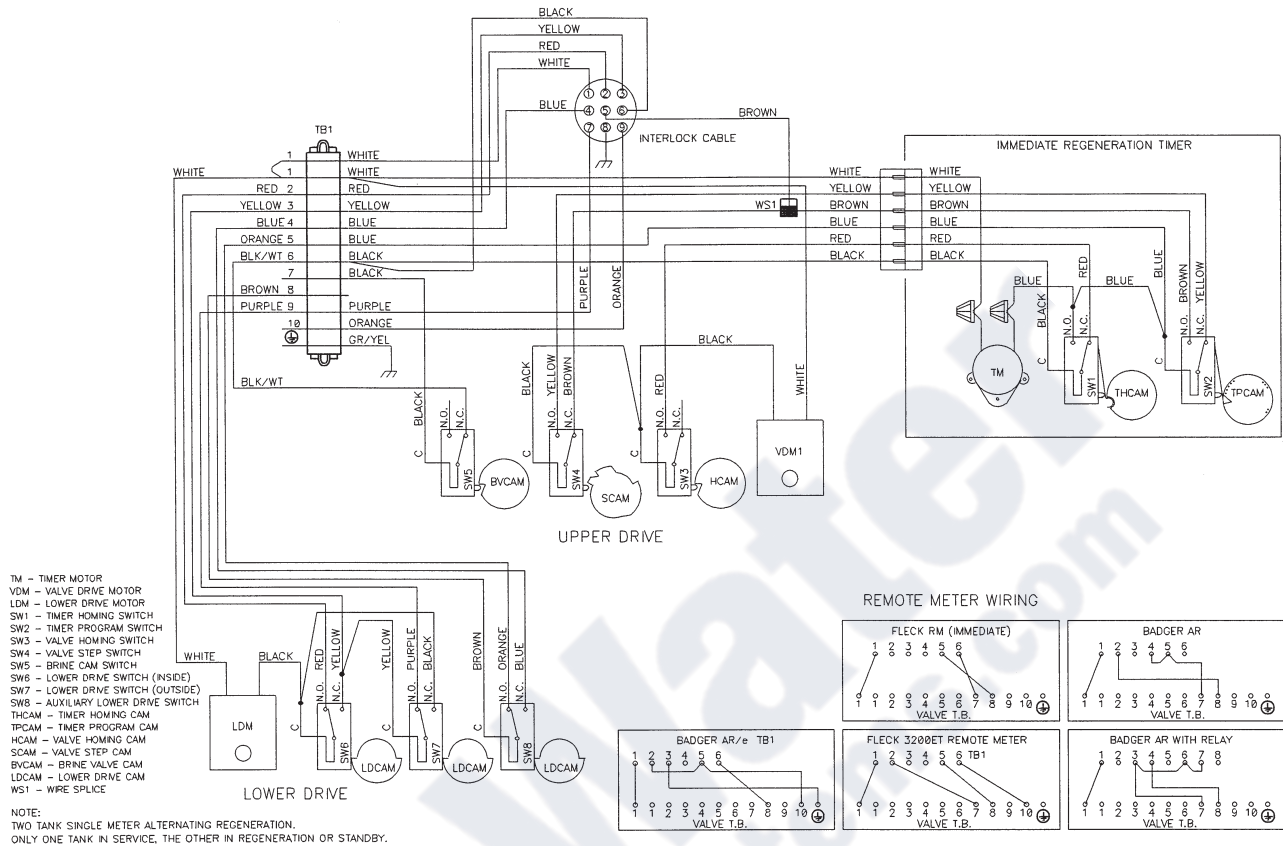 BLACK
YELLOW
RED
WHITE
BLUE
1 2 3
4 5 6
7 8 9
BROWN
INTERLOCK CABLE
TB1
1 WHITE
WHITE 1 WHITE
RED 2 RED
YELLOW 3 YELLOW
BLUE 4 BLUE
ORANGE 5 BLUE
BLK/WT 6 BLACK
7 BLACK
BROWN 8
PURPLE 9 PURPLE
10 ORANGE
GR/YEL
BLK/WT
PURPLE
ORANGE
WS1
WHITE
YELLOW
BROWN
BLUE
RED
BLACK
IMMEDIATE REGENERATION TIMER
WHITE
YELLOW
BROWN
BLUE
RED
BLACK
BLUE
BLACK
RED
BLUE
BLUE
BROWN
YELLOW
TM
C
N.O.
N.C.
SW1
THCAM
C
N.O.
N.C.
SW2
TPCAM
BLACK
C
N.O.
N.C.
SW5
BVCAM
BLACK
C
YELLOW
N.O.
BROWN
N.C.
SW4
SCAM
BLACK
C
RED
N.O.
N.C.
SW3
HCAM
WHITE
VDM1
UPPER DRIVE
TM – TIMER MOTOR
VDM – VALVE DRIVE MOTOR
LDM – LOWER DRIVE MOTOR
SW1 – TIMER HOMING SWITCH
SW2 – TIMER PROGRAM SWITCH
SW3 – VALVE HOMING SWITCH
SW4 – VALVE STEP SWITCH
SW5 – BRINE CAM SWITCH
SW6 – LOWER DRIVE SWITCH (INSIDE)
SW7 – LOWER DRIVE SWITCH (OUTSIDE)
SW8 – AUXILIARY LOWER DRIVE SWITCH
THCAM – TIMER HOMING CAM
TPCAM – TIMER PROGRAM CAM
HCAM – VALVE HOMING CAM
SCAM – VALVE STEP CAM
BVCAM – BRINE VALVE CAM
LDCAM – LOWER DRIVE CAM
WS1 – WIRE SPLICE
NOTE:
TWO TANK SINGLE METER ALTERNATING REGENERATION.
ONLY ONE TANK IN SERVICE, THE OTHER IN REGENERATION OR STANDBY.
WHITE
BLACK
LDM
C
RED
N.O.
YELLOW
N.C.
SW6
LDCAM
YELLOW
C
PURPLE
N.O.
BLACK
N.C.
SW7
LDCAM
BROWN
C
ORANGE
N.O.
BLUE
N.C.
SW8
LDCAM
LOWER DRIVE
REMOTE METER WIRING
FLECK RM (IMMEDIATE)
1 2 3 4 5 6
1 1 2 3 4 5 6 7 8 9 10
VALVE T.B.
BADGER AR
1 2 3 4 5 6
1 1 2 3 4 5 6 7 8 9 10
VALVE T.B.
BADGER AR/e TB1
1 2 3 4 5 6
1 1 2 3 4 5 6 7 8 9 10
VALVE T.B.
FLECK 3200ET REMOTE METER
1 2 3 4 5 6 TB1
1 1 2 3 4 5 6 7 8 9 10
VALVE T.B.
BADGER AR WITH RELAY
1 2 3 4 5 6 7 8
1 1 2 3 4 5 6 7 8 9 10
VALVE T.B.